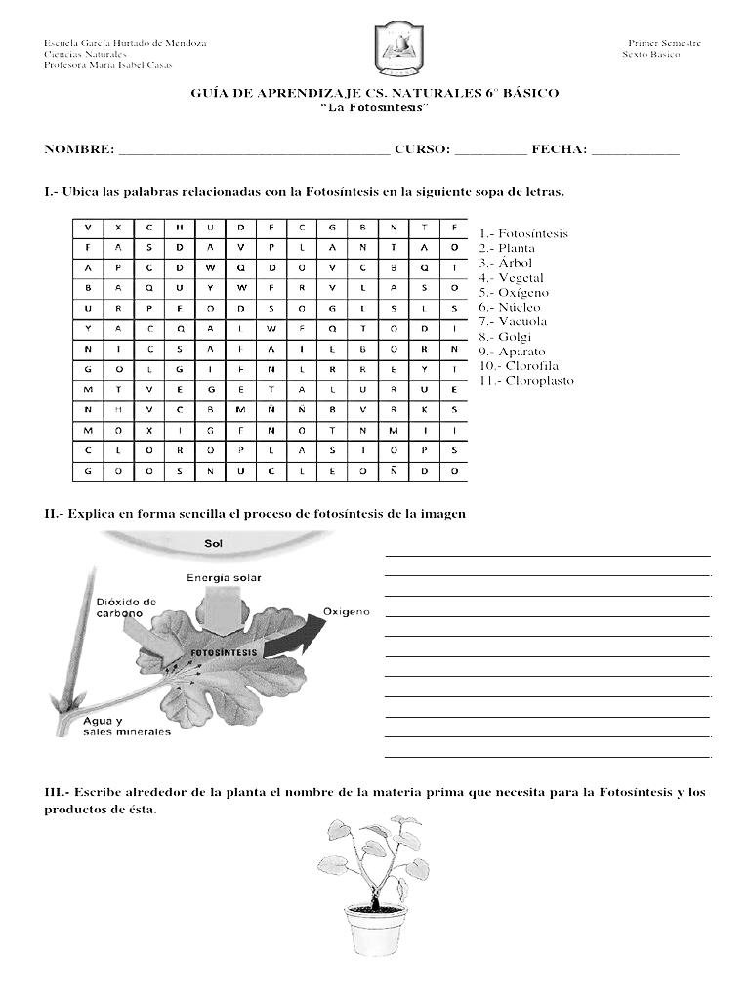 Escuela García Hurtado de Mendoza
Ciencias Naturales
Profesora María Isabel Casas
Primer Semestre
Sexto Básico
GUÍA DE APRENDIZAJE CS. NATURALES 6° BÁSICO
“La Fotosíntesis”
NOMBRE: ____________________________________ CURSO: __________ FECHA: ____________
I.- Ubica las palabras relacionadas con la Fotosíntesis en la siguiente sopa de letras.
V X C H U D E C G B N T F
F A S D A V P L A N T A O
A P C D W Q D O V C B Q T
B A Q U Y W F R V L A S O
U R P E O D S O G L S L S
Y A C Q A L W F Q T O D I
N T C S A F A I E B O R N
G O L G I F N L R R E Y T
M T V E G E T A L U R U E
N H V C B M Ñ Ñ B V R K S
M O X I G E N O T N M I I
C L O R O P L A S T O P S
G O O S N U C L E O Ñ D O
1.- Fotosíntesis
2.- Planta
3.- Árbol
4.- Vegetal
5.- Oxígeno
6.- Núcleo
7.- Vacuola
8.- Golgi
9.- Aparato
10.- Clorofila
11.- Cloroplasto
II.- Explica en forma sencilla el proceso de fotosíntesis de la imagen
Sol
Energía solar
Dióxido de
carbono
Oxígeno
FOTOSÍNTESIS
Agua y
sales minerales
III.- Escribe alrededor de la planta el nombre de la materia prima que necesita para la Fotosíntesis y los
productos de ésta.